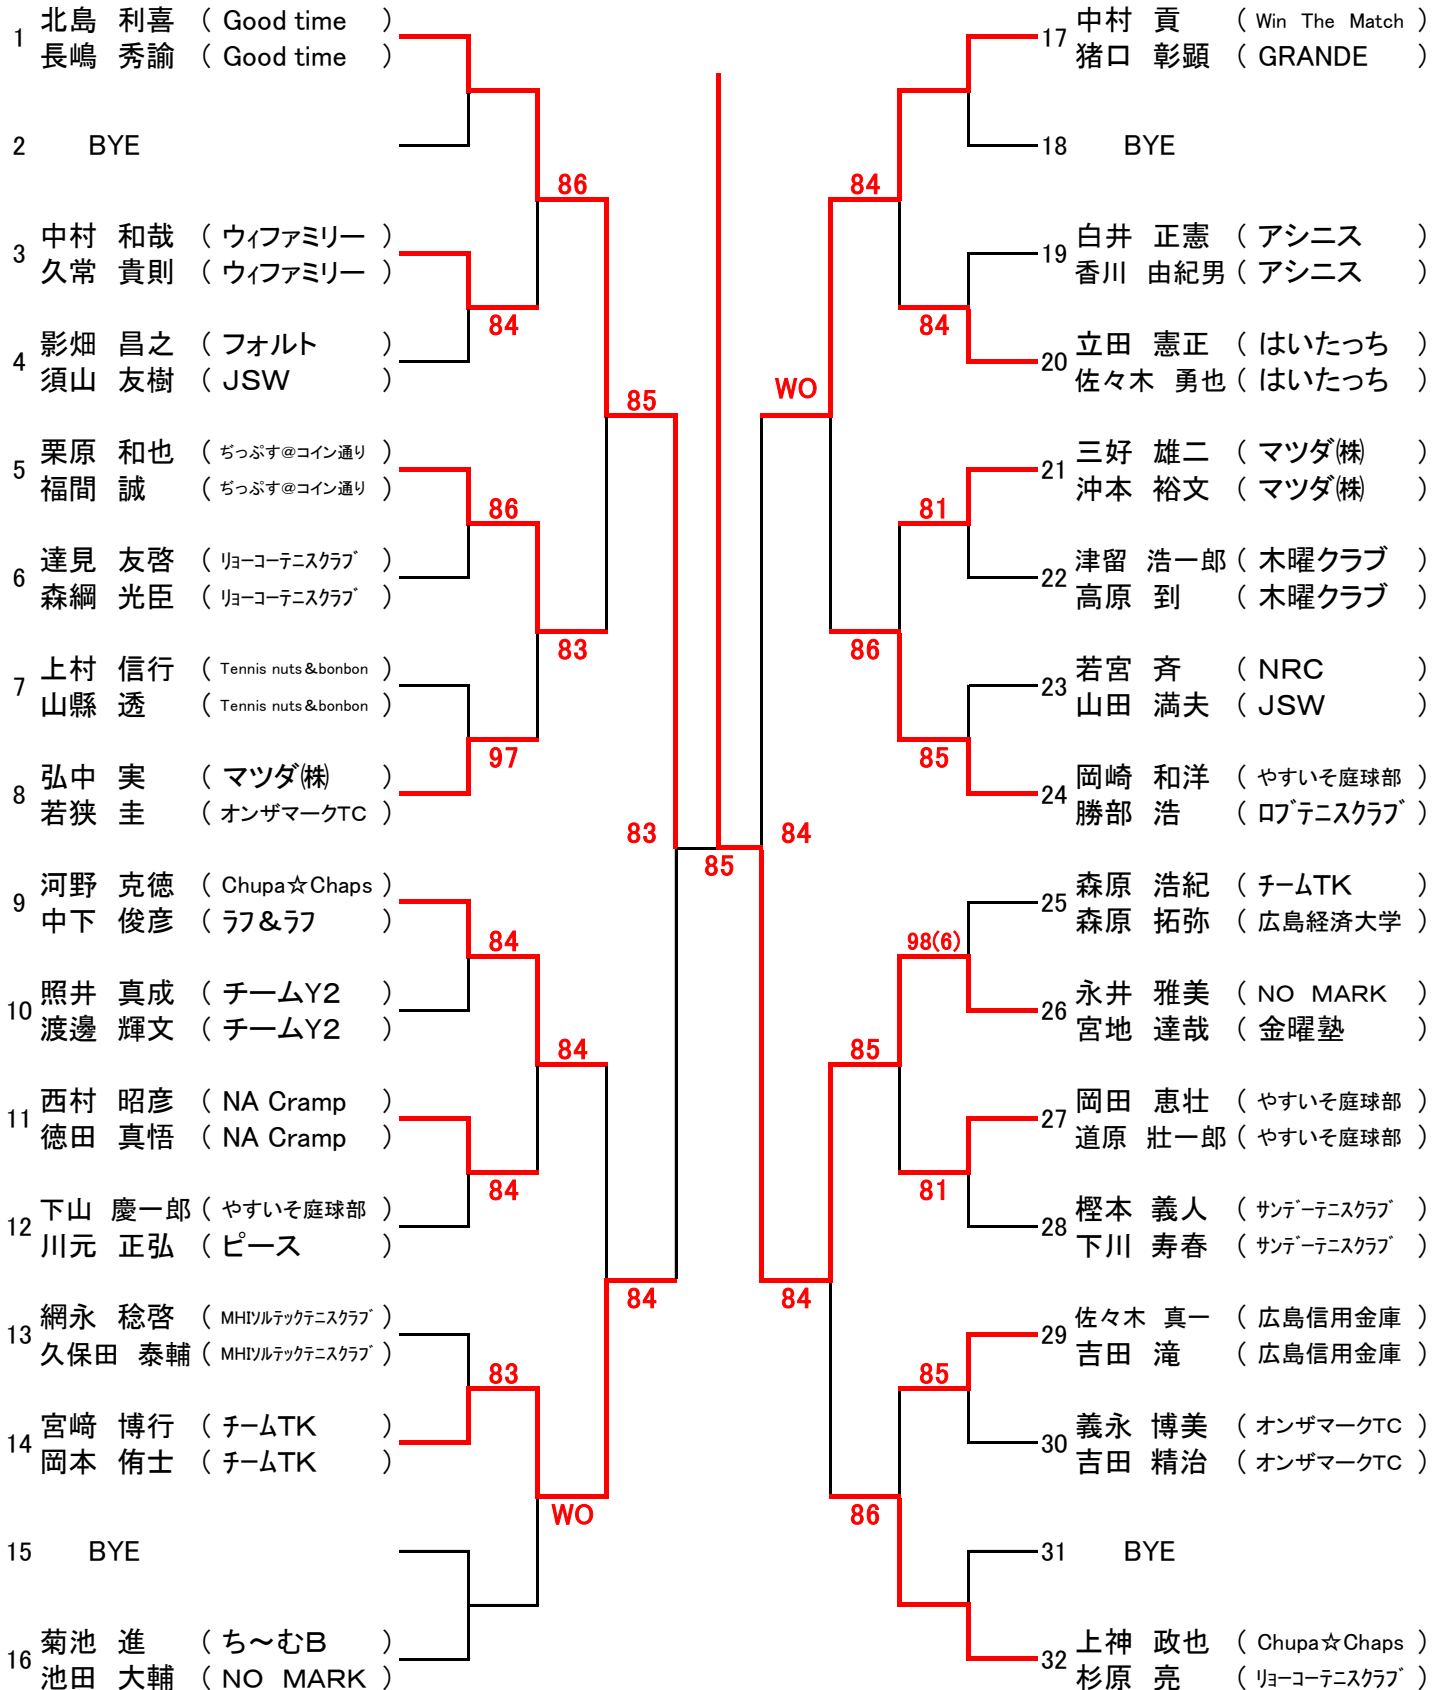 1 北島 利喜 ( Good time )
長嶋 秀諭 ( Good time )
2 BYE
86
3 中村 和哉 ( ウィファミリー )
久常 貴則 ( ウィファミリー )
84
4 影畑 昌之 ( フォルト )
須山 友樹 ( JSW )
85
5 栗原 和也 ( ぢっぷす@コイン通り )
福間 誠 ( ぢっぷす@コイン通り )
86
6 達見 友啓 ( リョーコーテニスクラブ )
森綱 光臣 ( リョーコーテニスクラブ )
83
7 上村 信行 ( Tennis nuts&bonbon )
山縣 透 ( Tennis nuts&bonbon )
97
8 弘中 実 ( マツダ㈱ )
若狭 圭 ( オンザマークTC )
83
9 河野 克徳 ( Chupa☆Chaps )
中下 俊彦 ( ラフ&ラフ )
84
10 照井 真成 ( チームY2 )
渡邊 輝文 ( チームY2 )
84
11 西村 昭彦 ( NA Cramp )
徳田 真悟 ( NA Cramp )
84
12 下山 慶一郎 ( やすいそ庭球部 )
川元 正弘 ( ピース )
84
13 網永 稔啓 ( MHIソルテックテニスクラブ )
久保田 泰輔 ( MHIソルテックテニスクラブ )
83
14 宮﨑 博行 ( チームTK )
岡本 侑士 ( チームTK )
WO
15 BYE
16 菊池 進 ( ち～むB )
池田 大輔 ( NO MARK )
85
17 中村 貢 ( Win The Match )
猪口 彰顕 ( GRANDE )
18 BYE
84
19 白井 正憲 ( アシニス )
香川 由紀男 ( アシニス )
84
20 立田 憲正 ( はいたっち )
佐々木 勇也 ( はいたっち )
WO
21 三好 雄二 ( マツダ㈱ )
沖本 裕文 ( マツダ㈱ )
81
22 津留 浩一郎 ( 木曜クラブ )
高原 到 ( 木曜クラブ )
86
23 若宮 斉 ( NRC )
山田 満夫 ( JSW )
85
24 岡崎 和洋 ( やすいそ庭球部 )
勝部 浩 ( ロブテニスクラブ )
84
25 森原 浩紀 ( チームTK )
森原 拓弥 ( 広島経済大学 )
98(6)
26 永井 雅美 ( NO MARK )
宮地 達哉 ( 金曜塾 )
85
27 岡田 恵壮 ( やすいそ庭球部 )
道原 壯一郎 ( やすいそ庭球部 )
81
28 樫本 義人 ( サンデーテニスクラブ )
下川 寿春 ( サンデーテニスクラブ )
84
29 佐々木 真一 ( 広島信用金庫 )
吉田 滝 ( 広島信用金庫 )
85
30 義永 博美 ( オンザマークTC )
吉田 精治 ( オンザマークTC )
86
31 BYE
32 上神 政也 ( Chupa☆Chaps )
杉原 亮 ( リョーコーテニスクラブ )